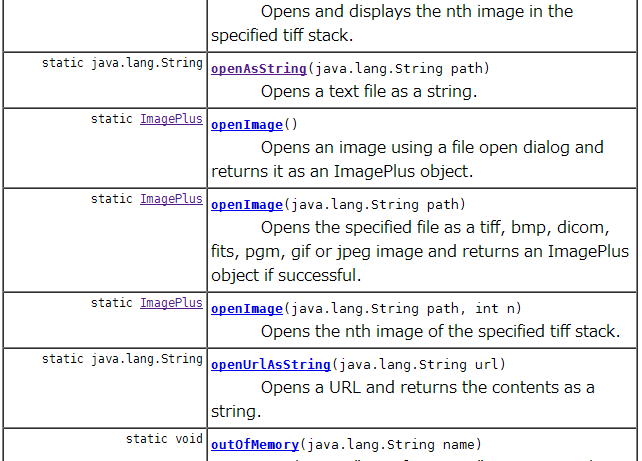 Opens and displays the nth image in the
specified tiff stack.
static java.lang.String
openAsString(java.lang.String path)
Opens a text file as a string.
static ImagePlus
openImage()
Opens an image using a file open dialog and
returns it as an ImagePlus object.
static ImagePlus
openImage(java.lang.String path)
Opens the specified file as a tiff, bmp, dicom,
fits, pgm, gif or jpeg image and returns an ImagePlus
object if successful.
static ImagePlus
openImage(java.lang.String path, int n)
Opens the nth image of the specified tiff stack.
static java.lang.String
openUrlAsString(java.lang.String url)
Opens a URL and returns the contents as a
string.
static void
outOfMemory(java.lang.String name)